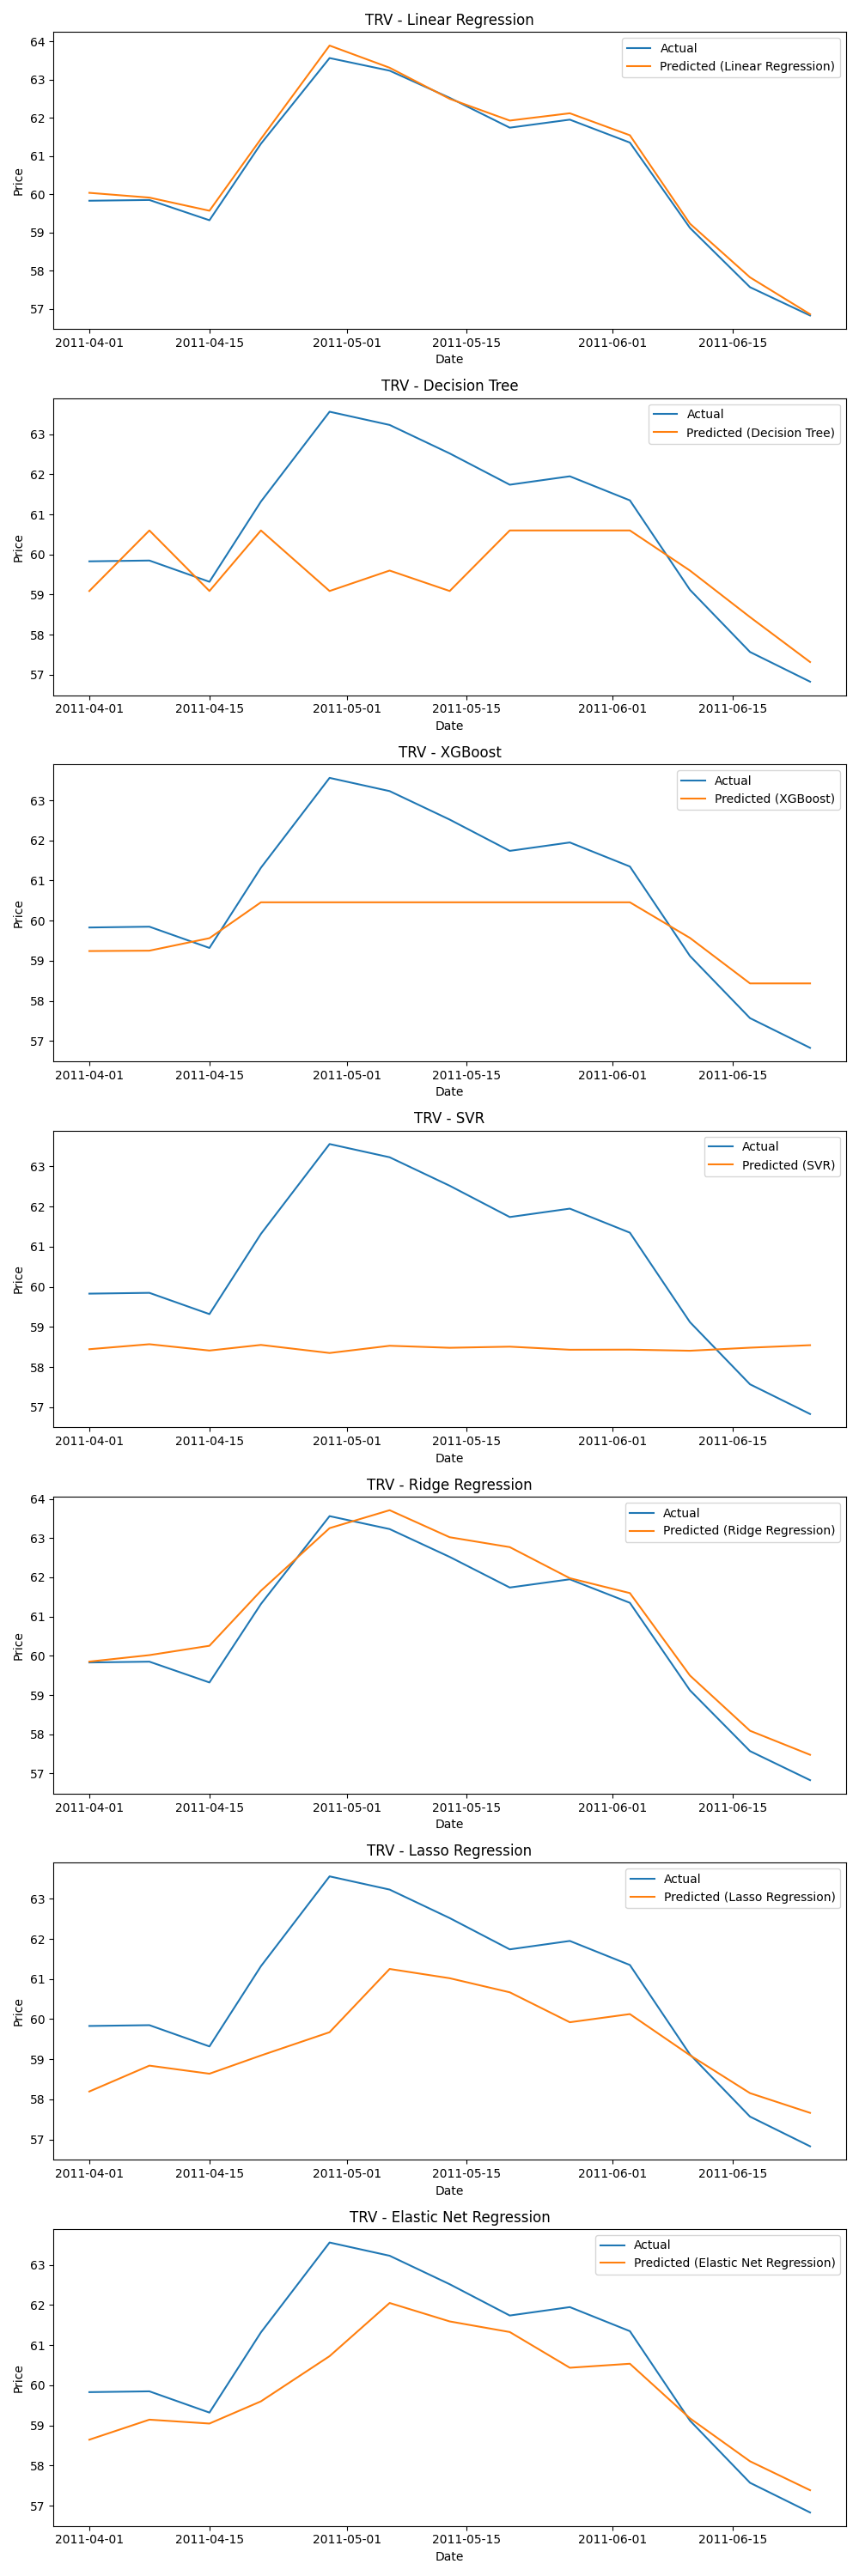 TRV - Linear Regression
Actual
Predicted (Linear Regression)
64
63
62
61
60
59
58
57
Price
2011-04-01 2011-04-15 2011-05-01 2011-05-15 2011-06-01 2011-06-15
Date
TRV - Decision Tree
Actual
Predicted (Decision Tree)
63
62
61
60
59
58
57
Price
2011-04-01 2011-04-15 2011-05-01 2011-05-15 2011-06-01 2011-06-15
Date
TRV - XGBoost
Actual
Predicted (XGBoost)
63
62
61
60
59
58
57
Price
2011-04-01 2011-04-15 2011-05-01 2011-05-15 2011-06-01 2011-06-15
Date
TRV - SVR
Actual
Predicted (SVR)
63
62
61
60
59
58
57
Price
2011-04-01 2011-04-15 2011-05-01 2011-05-15 2011-06-01 2011-06-15
Date
TRV - Ridge Regression
Actual
Predicted (Ridge Regression)
64
63
62
61
60
59
58
57
Price
2011-04-01 2011-04-15 2011-05-01 2011-05-15 2011-06-01 2011-06-15
Date
TRV - Lasso Regression
Actual
Predicted (Lasso Regression)
63
62
61
60
59
58
57
Price
2011-04-01 2011-04-15 2011-05-01 2011-05-15 2011-06-01 2011-06-15
Date
TRV - Elastic Net Regression
Actual
Predicted (Elastic Net Regression)
63
62
61
60
59
58
57
Price
2011-04-01 2011-04-15 2011-05-01 2011-05-15 2011-06-01 2011-06-15
Date